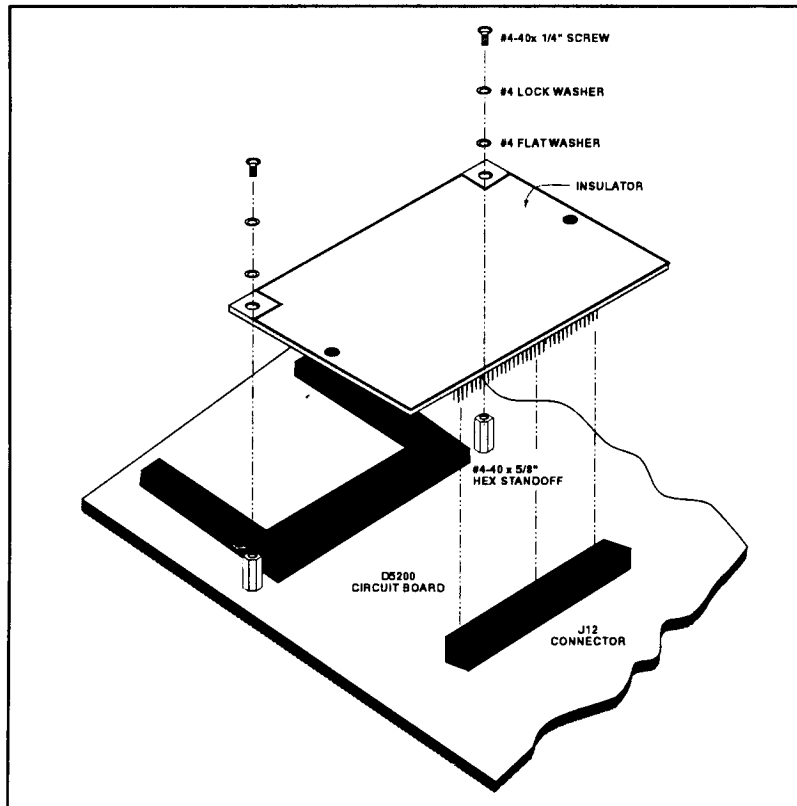 #4-40x 1/4" SCREW
#4 LOCK WASHER
#4 FLAT WASHER
INSULATOR
#4-40 x 5/8"
HEX STANDOFF
D5200
CIRCUIT BOARD
J12
CONNECTOR